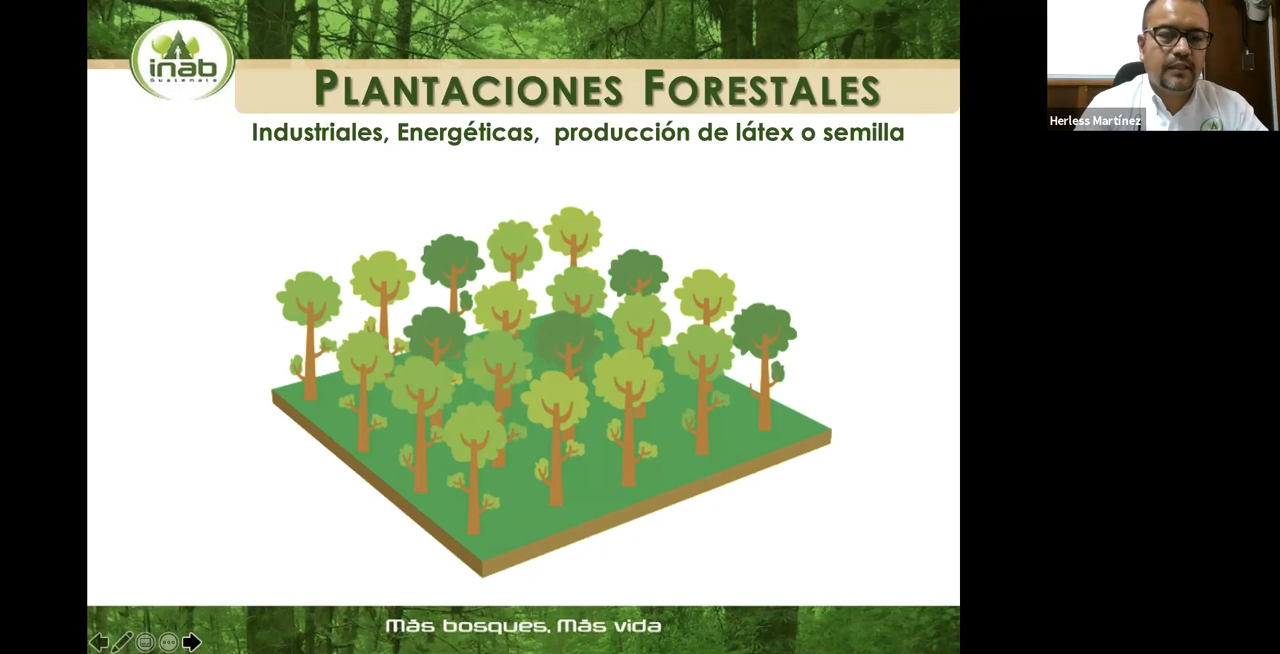 inab
Guatemala
PLANTACIONES FORESTALES
Industriales, Energéticas, producción de látex o semilla
Herless Martínez
Más bosques, Más vida